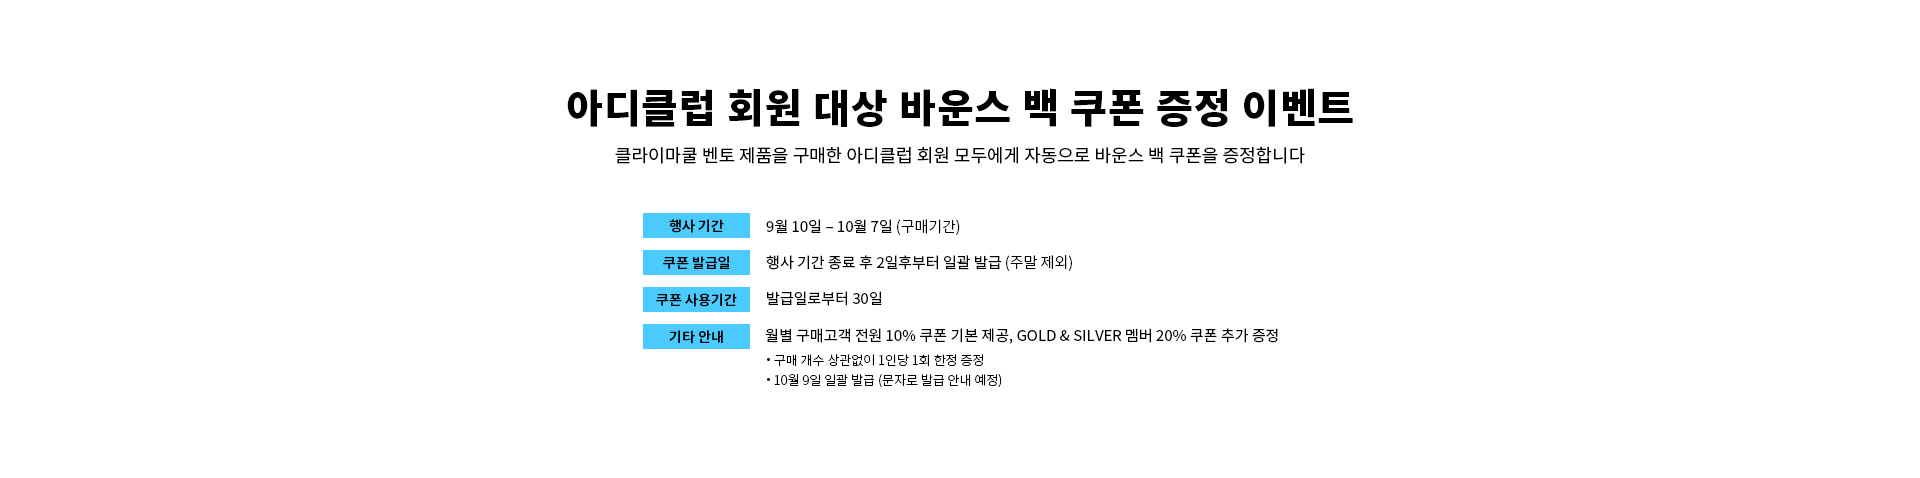 아디클럽 회원 대상 바운스 백 쿠폰 증정 이벤트
클라이마쿨 벤토 제품을 구매한 아디클럽 회원 모두에게 자동으로 바운스 백 쿠폰을 증정합니다
행사 기간 9월 10일 – 10월 7일 (구매기간)
쿠폰 발급일 행사 기간 종료 후 2일후부터 일괄 발급 (주말 제외)
쿠폰 사용기간 발급일로부터 30일
기타 안내 월별 구매고객 전원 10% 쿠폰 기본 제공, GOLD & SILVER 멤버 20% 쿠폰 추가 증정
• 구매 개수 상관없이 1인당 1회 한정 증정
• 10월 9일 일괄 발급 (문자로 발급 안내 예정)